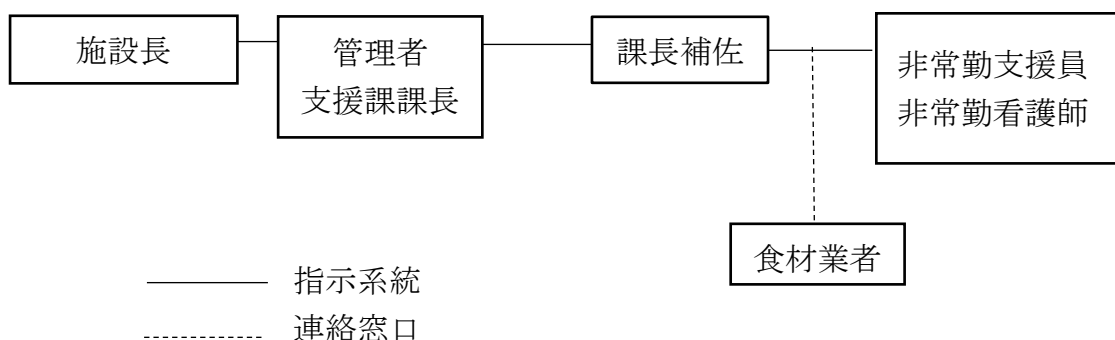 施設長
管理者
支援課課長
課長補佐
非常勤支援員
非常勤看護師
食材業者
指示系統
連絡窓口